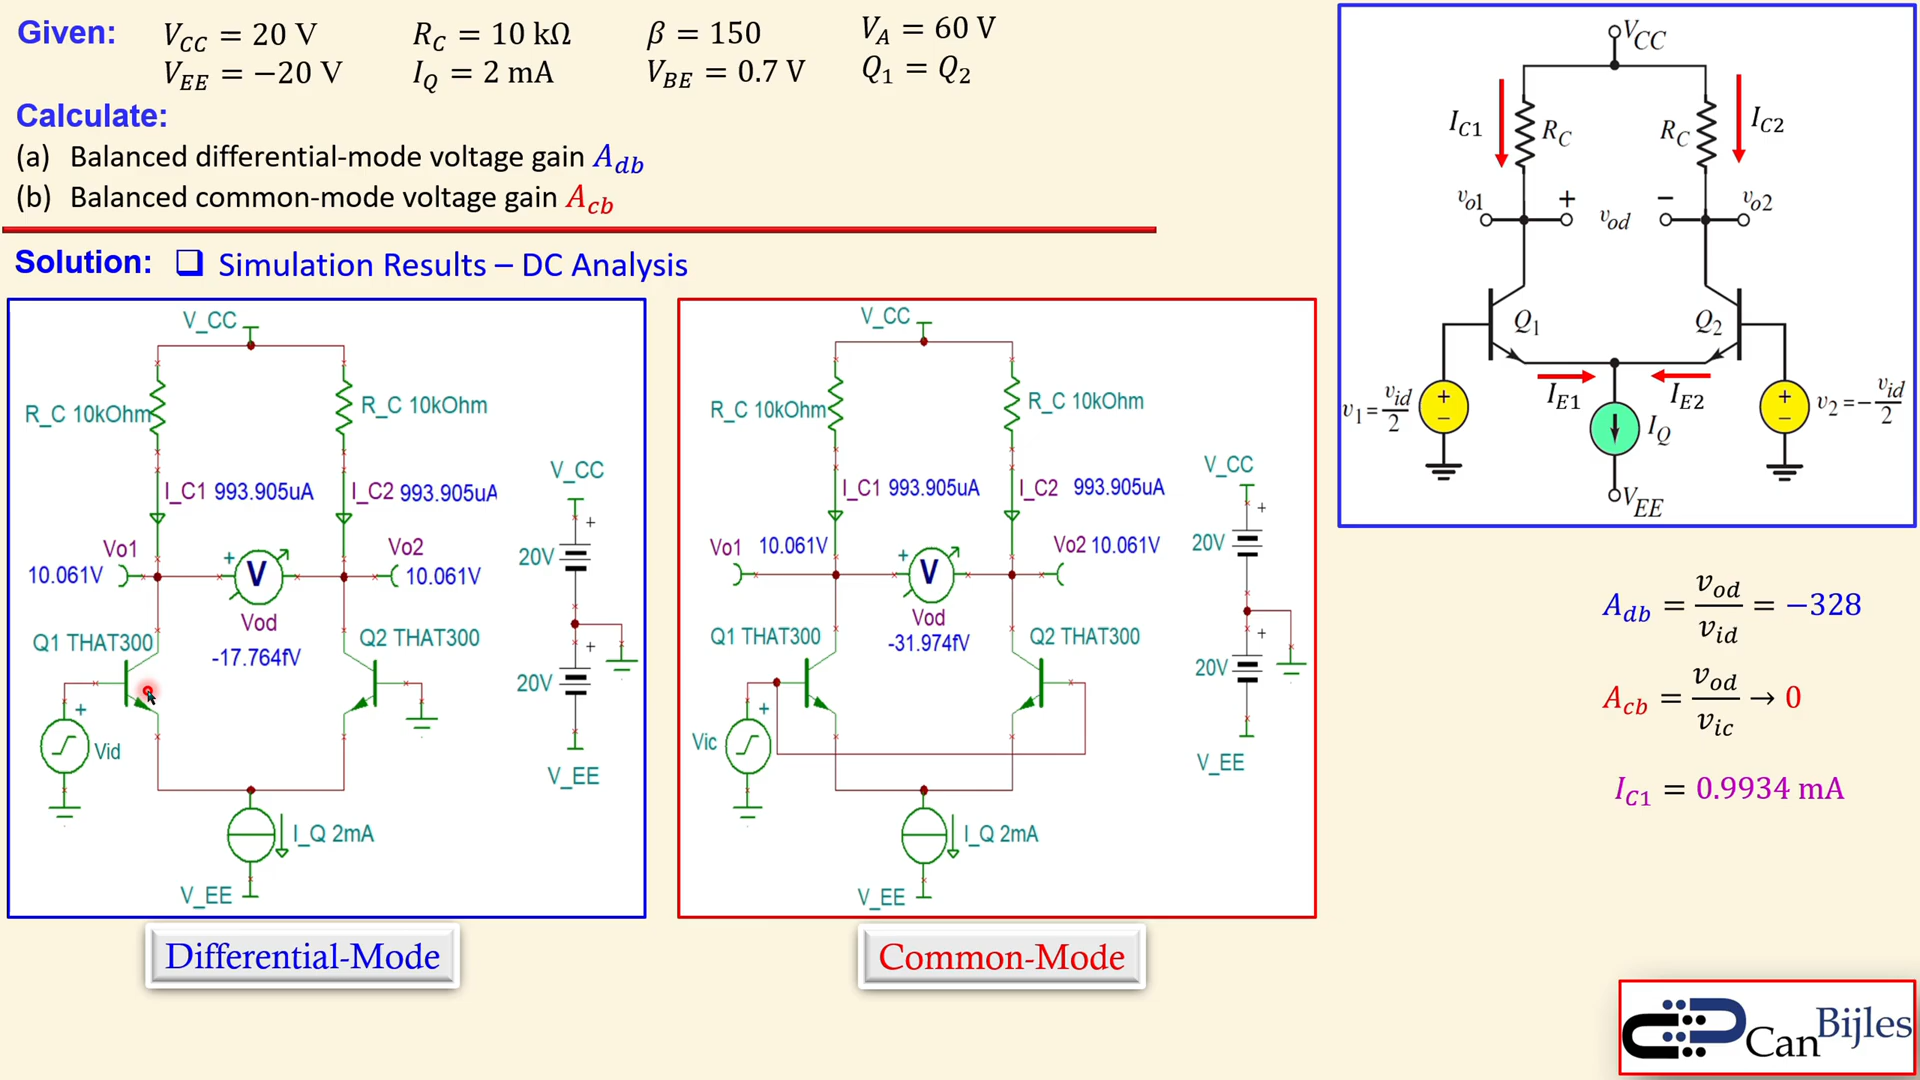 Given: V_CC = 20 V R_C = 10 kΩ β = 150 V_A = 60 V
V_EE = −20 V I_Q = 2 mA V_BE = 0.7 V Q_1 = Q_2
Calculate:
(a) Balanced differential-mode voltage gain A_db
(b) Balanced common-mode voltage gain A_cb
Solution: ❑ Simulation Results – DC Analysis
V_CC
R_C 10kOhm
R_C 10kOhm
I_C1 993.905uA
I_C2 993.905uA
Vo1
10.061V
+
V
Vod
-17.764fV
Vo2
10.061V
Q1 THAT300
Q2 THAT300
+
Vid
I_Q 2mA
V_EE
V_CC
+
20V
+
20V
V_EE
Differential-Mode
V_CC
R_C 10kOhm
R_C 10kOhm
I_C1 993.905uA
I_C2 993.905uA
Vo1 10.061V
+
V
Vod
-31.974fV
Vo2 10.061V
Q1 THAT300
Q2 THAT300
+
Vic
I_Q 2mA
V_EE
V_CC
+
20V
+
20V
V_EE
Common-Mode
V_CC
I_C1
R_C
R_C
I_C2
v_o1
+
v_od
−
v_o2
Q_1
Q_2
I_E1
I_E2
v_1 = v_id/2
+
−
I_Q
+
−
v_2 = −v_id/2
V_EE
A_db = v_od/v_id = −328
A_cb = v_od/v_ic → 0
I_C1 = 0.9934 mA
CanBijles